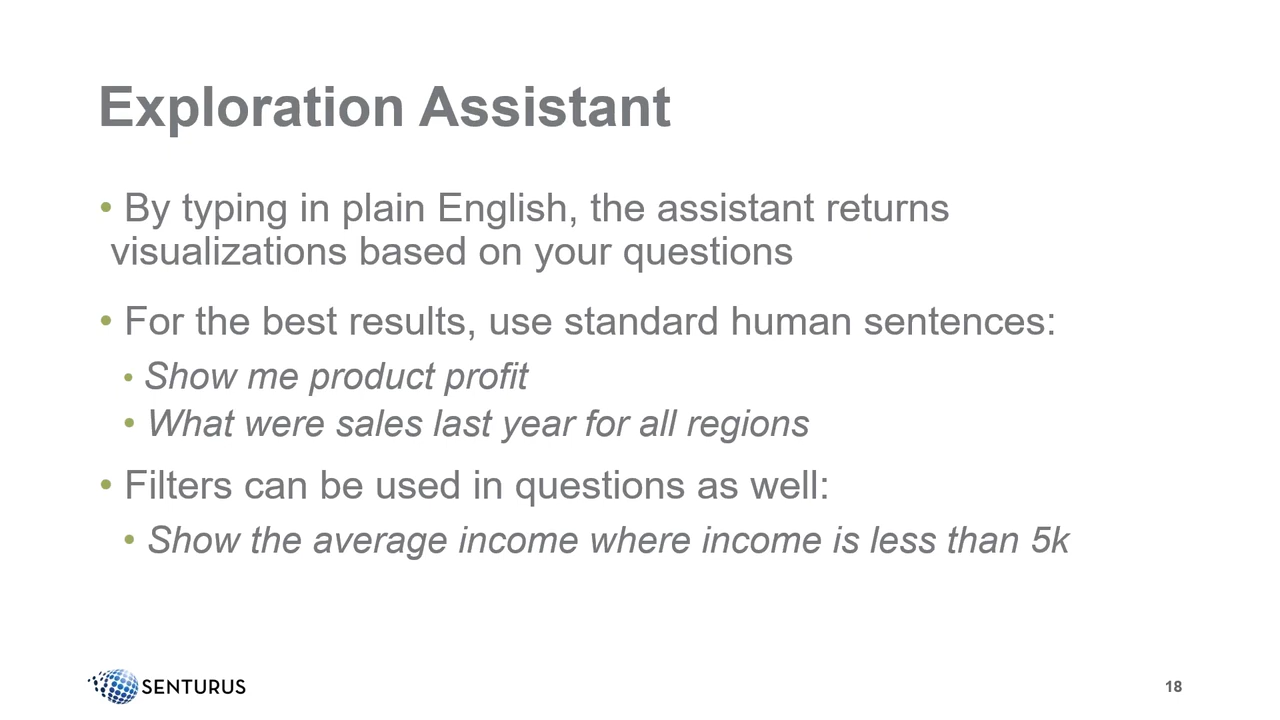 Exploration Assistant
• By typing in plain English, the assistant returns
visualizations based on your questions
• For the best results, use standard human sentences:
• Show me product profit
• What were sales last year for all regions
• Filters can be used in questions as well:
• Show the average income where income is less than 5k
SENTURUS
18